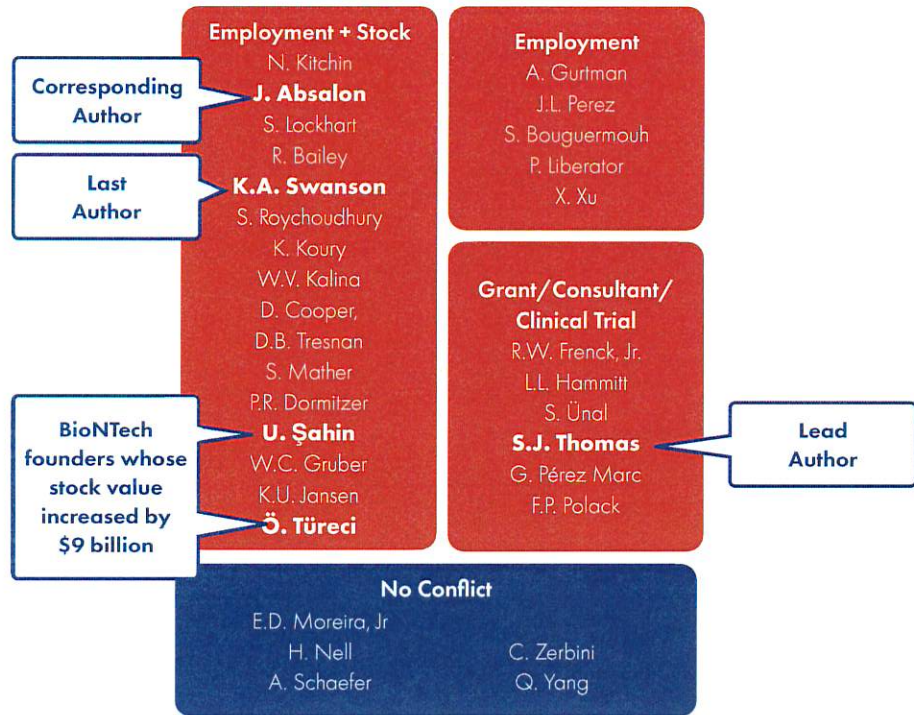 Employment + Stock
N. Kitchin
J. Absalon
S. Lockhart
R. Bailey
K.A. Swanson
S. Roychoudhury
K. Koury
W.V. Kalina
D. Cooper,
D.B. Tresnan
S. Mather
P.R. Dormitzer
U. Şahin
W.C. Gruber
K.U. Jansen
Ö. Türeci
Corresponding
Author
Last
Author
BioNTech
founders whose
stock value
increased by
$9 billion
Employment
A. Gurtman
J.L. Perez
S. Bouguermouh
P. Liberator
X. Xu
Grant/Consultant/
Clinical Trial
R.W. Frenck, Jr.
L.L. Hammitt
S. Ünal
S.J. Thomas
G. Pérez Marc
F.P. Polack
Lead
Author
No Conflict
E.D. Moreira, Jr
H. Nell
A. Schaefer
C. Zerbini
Q. Yang